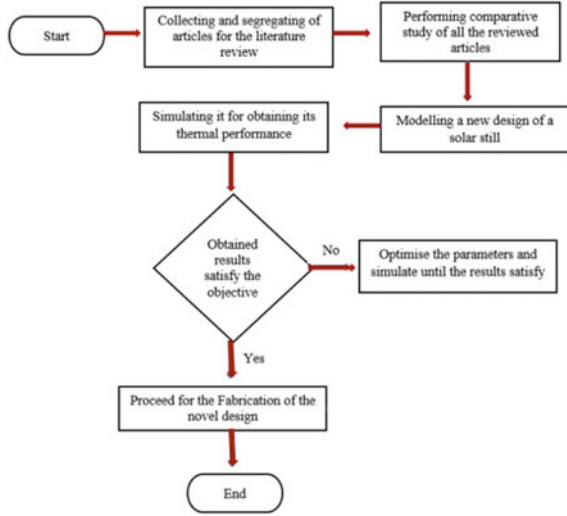 Start
Collecting and segregating of
articles for the literature
review
Performing comparative
study of all the reviewed
articles
Modelling a new design of a
solar still
Simulating it for obtaining its
thermal performance
Obtained
results
satisfy the
objective
No
Optimise the parameters and
simulate until the results satisfy
Yes
Proceed for the Fabrication of the
novel design
End